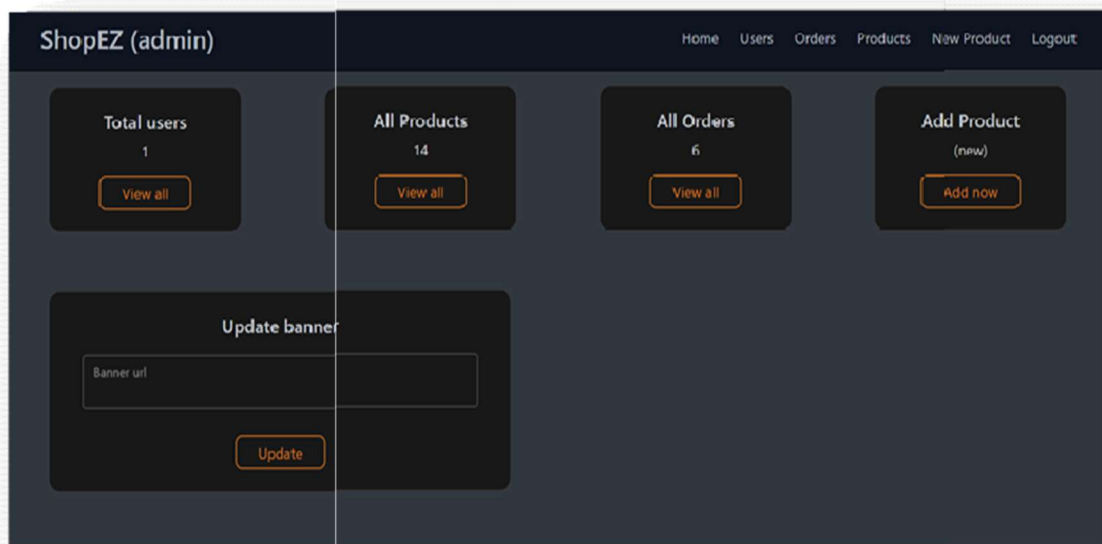 ShopEZ (admin)
Home Users Orders Products New Product Logout
Total users
1
View all
All Products
14
View all
All Orders
6
View all
Add Product
(new)
Add now
Update banner
Banner url
Update